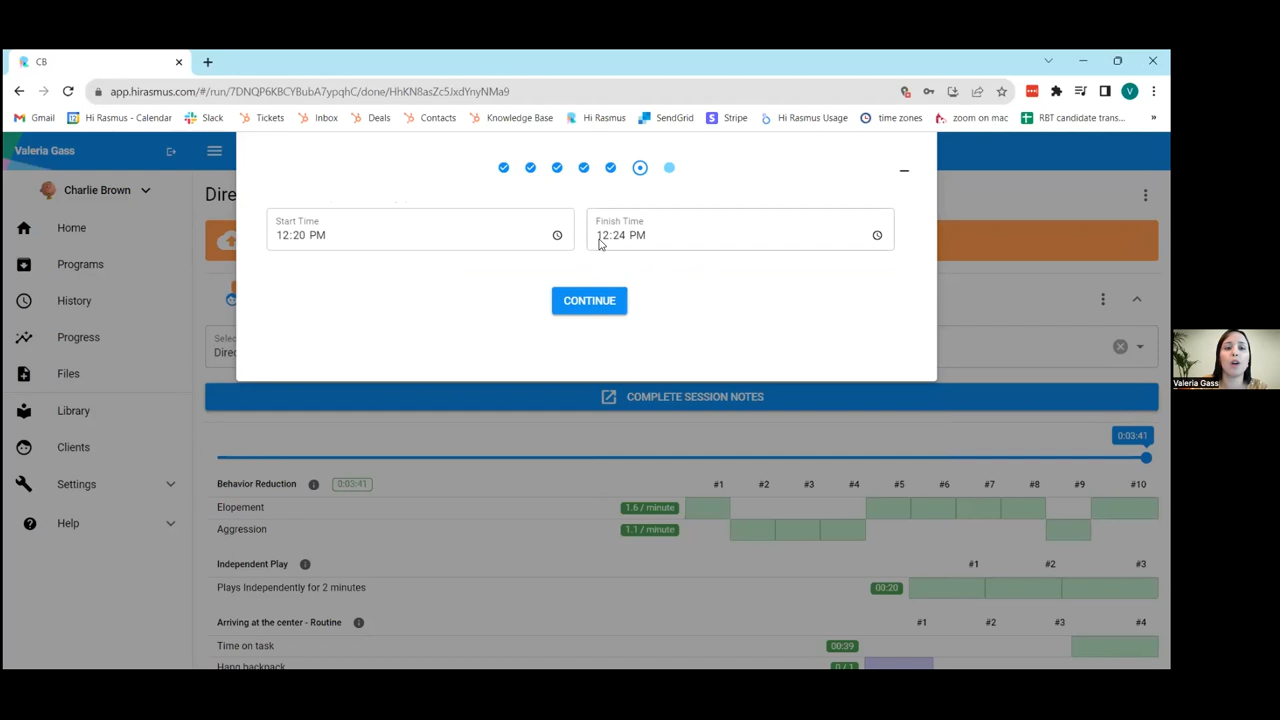 CB
app.hirasmus.com/#/run/7DNQP6KBCYBubA7ypqhC/done/HhKN8asZc5JxdYnyNMa9
V
Gmail
Hi Rasmus - Calendar
Slack
Tickets
Inbox
Deals
Contacts
Knowledge Base
Hi Rasmus
SendGrid
Stripe
Hi Rasmus Usage
time zones
zoom on mac
RBT candidate trans...
»
Valeria Gass
Charlie Brown
Home
Programs
History
Progress
Files
Library
Clients
Settings
Help
Dire
Start Time
12:20 PM
Finish Time
12:24 PM
CONTINUE
Selec
Direc
COMPLETE SESSION NOTES
0:03:41
Behavior Reduction 0:03:41 #1 #2 #3 #4 #5 #6 #7 #8 #9 #10
Elopement 1.6 / minute
Aggression 1.1 / minute
Independent Play #1 #2 #3
Plays Independently for 2 minutes 00:20
Arriving at the center - Routine #1 #2 #3 #4
Time on task 00:39
Hang backpack 0 / 1
Valeria Gass